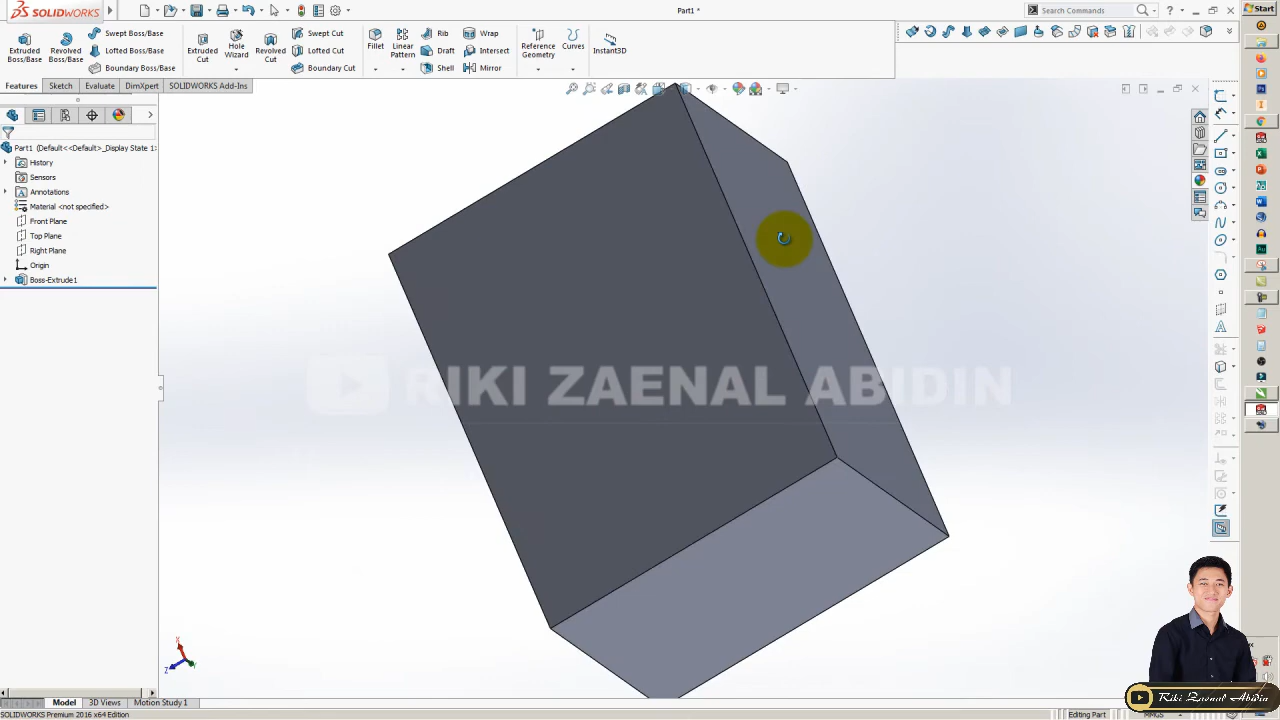 SOLIDWORKS
Part1 *
Search Commands
Start
Extruded Boss/Base
Revolved Boss/Base
Swept Boss/Base
Lofted Boss/Base
Boundary Boss/Base
Extruded Cut
Hole Wizard
Revolved Cut
Swept Cut
Lofted Cut
Boundary Cut
Fillet
Linear Pattern
Rib
Draft
Shell
Wrap
Intersect
Mirror
Reference Geometry
Curves
Instant3D
Features
Sketch
Evaluate
DimXpert
SOLIDWORKS Add-Ins
Part1 (Default<<Default>_Display State 1>
History
Sensors
Annotations
Material <not specified>
Front Plane
Top Plane
Right Plane
Origin
Boss-Extrude1
RIKI ZAENAL ABIDIN
X
Y
Z
Model
3D Views
Motion Study 1
SOLIDWORKS Premium 2016 x64 Edition
Editing Part
MMGS
Riki Zaenal Abidin